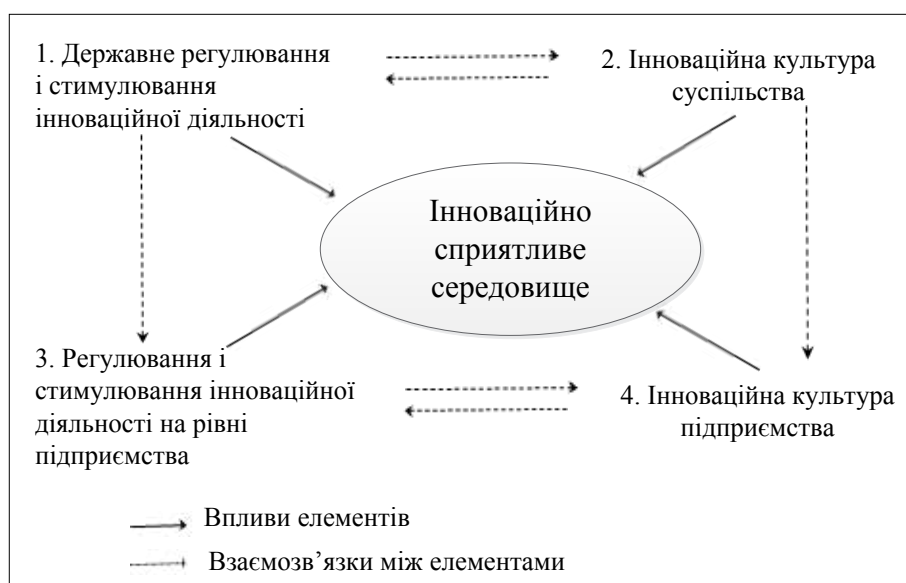 1. Державне регулювання
і стимулювання
інноваційної діяльності
2. Інноваційна культура
суспільства
Інноваційно
сприятливе
середовище
3. Регулювання і
стимулювання інноваційної
діяльності на рівні
підприємства
4. Інноваційна культура
підприємства
Впливи елементів
Взаємозв’язки між елементами